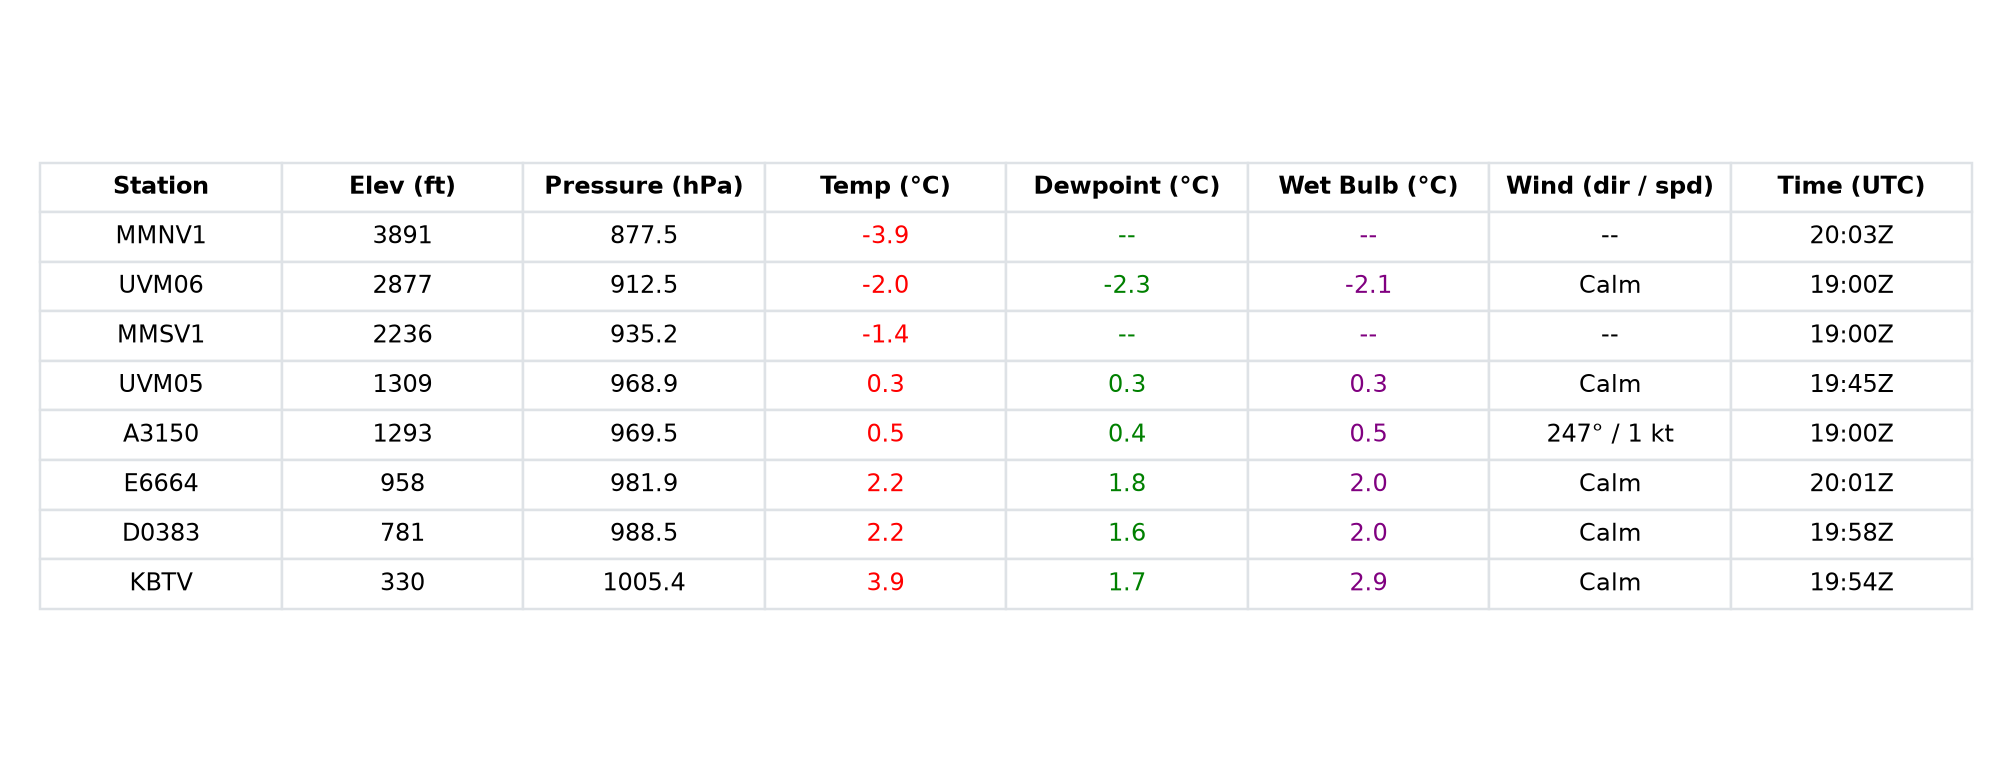 Station Elev (ft) Pressure (hPa) Temp (°C) Dewpoint (°C) Wet Bulb (°C) Wind (dir / spd) Time (UTC)
MMNV1 3891 877.5 -3.9 -- -- -- 20:03Z
UVM06 2877 912.5 -2.0 -2.3 -2.1 Calm 19:00Z
MMSV1 2236 935.2 -1.4 -- -- -- 19:00Z
UVM05 1309 968.9 0.3 0.3 0.3 Calm 19:45Z
A3150 1293 969.5 0.5 0.4 0.5 247° / 1 kt 19:00Z
E6664 958 981.9 2.2 1.8 2.0 Calm 20:01Z
D0383 781 988.5 2.2 1.6 2.0 Calm 19:58Z
KBTV 330 1005.4 3.9 1.7 2.9 Calm 19:54Z